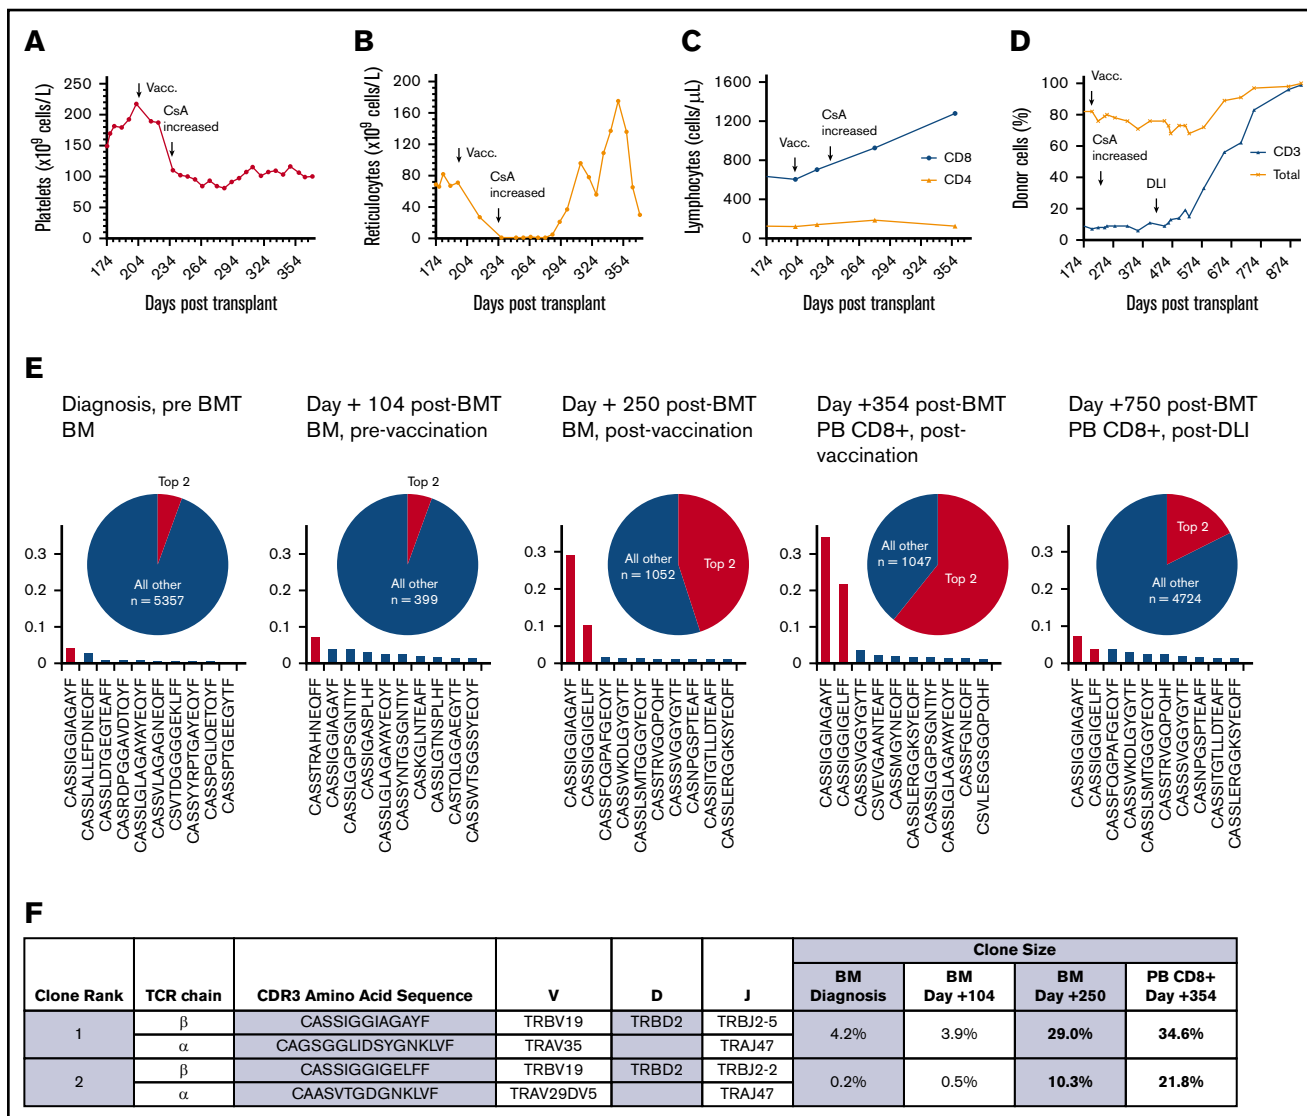 A
Platelets (x10⁹ cells/L)
250
200
150
100
50
0
Vacc.
CsA
increased
174
204
234
264
294
324
354
Days post transplant
B
Reticulocytes (x10⁹ cells/L)
200
160
120
80
40
0
Vacc.
CsA
increased
174
204
234
264
294
324
354
Days post transplant
C
Lymphocytes (cells/µL)
1600
1200
800
400
0
Vacc.
CsA
increased
CD8
CD4
174
204
234
264
294
324
354
Days post transplant
D
Donor cells (%)
100
80
60
40
20
0
Vacc.
CsA
increased
DLI
CD3
Total
174
274
374
474
574
674
774
874
Days post transplant
E
Diagnosis, pre BMT
BM
Top 2
All other
n = 5357
0.3
0.2
0.1
0
CASSIGGIAGAYF
CASSLALLEFDNEQFF
CASSLDTGEGTEAFF
CASRDPGGAVDTQYF
CASSLGLAGAYAYEQYF
CASSVLAGAGNEQFF
CSVTDGGGGEKLFF
CASSYYRPTGAYEQYF
CASSPGLIQETQYF
CASSPTGEEGYTF
Day + 104 post-BMT
BM, pre-vaccination
Top 2
All other
n = 399
0.3
0.2
0.1
0
CASSTRAHNEQFF
CASSIGGIAGAYF
CASSLGGPSGNTIYF
CASSIGASPLHF
CASSLGLAGAYAYEQYF
CASSYNTGSGNTIYF
CASKGLNTEAFF
CASSLGTNSPLHF
CASTQLGGAEGYTF
CASSWTSGSSYEQYF
Day + 250 post-BMT
BM, post-vaccination
All other
n = 1052
Top 2
0.3
0.2
0.1
0
CASSIGGIAGAYF
CASSIGGIGELFF
CASSFQGPAFGEQYF
CASSWKDLGYGYTF
CASSLSMTGGGYEQYF
CASSTRVGQPQHF
CASSSVGGYGYTF
CASNPGSPTEAFF
CASSITGTLLDTEAFF
CASSLERGGKSYEQFF
Day +354 post-BMT
PB CD8+, post-
vaccination
All other
n = 1047
Top 2
0.3
0.2
0.1
0
CASSIGGIAGAYF
CASSIGGIGELFF
CASSSVGGYGYTF
CSVEVGAANTEAFF
CASSMGYNEQFF
CASSLERGGKSYEQFF
CASSLGGPSGNTIYF
CASSLGLAGAYAYEQYF
CASSFGNEQFF
CSVLESGSGQPQHF
Day +750 post-BMT
PB CD8+, post-DLI
Top 2
All other
n = 4724
0.3
0.2
0.1
0
CASSIGGIAGAYF
CASSIGGIGELFF
CASSFQGPAFGEQYF
CASSWKDLGYGYTF
CASSLSMTGGGYEQYF
CASSTRVGQPQHF
CASSSVGGYGYTF
CASNPGSPTEAFF
CASSITGTLLDTEAFF
CASSLERGGKSYEQFF
F
Clone Size
Clone Rank TCR chain CDR3 Amino Acid Sequence V D J BM Diagnosis BM Day +104 BM Day +250 PB CD8+ Day +354
1 β CASSIGGIAGAYF TRBV19 TRBD2 TRBJ2-5 4.2% 3.9% 29.0% 34.6%
α CAGSGGLIDSYGNKLVF TRAV35 TRAJ47
2 β CASSIGGIGELFF TRBV19 TRBD2 TRBJ2-2 0.2% 0.5% 10.3% 21.8%
α CAASVTGDGNKLVF TRAV29DV5 TRAJ47